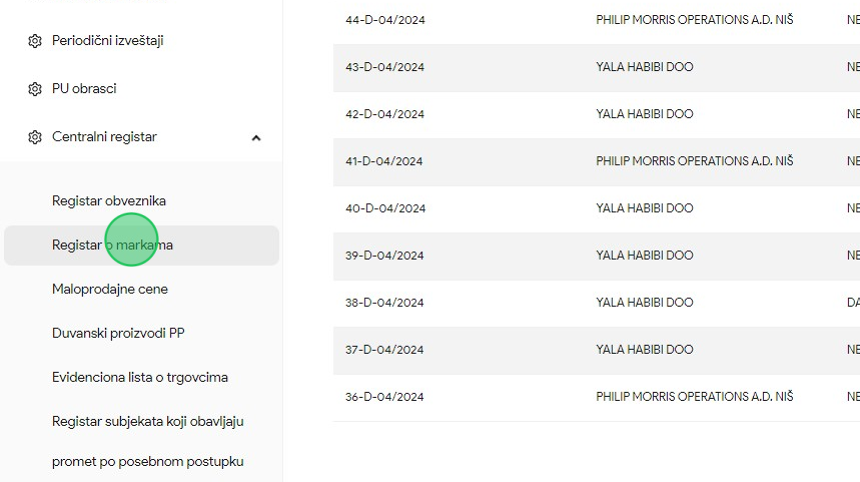 Periodični izveštaji
PU obrasci
Centralni registar
Registar obveznika
Registar o markama
Maloprodajne cene
Duvanski proizvodi PP
Evidenciona lista o trgovcima
Registar subjekata koji obavljaju
promet po posebnom postupku
44-D-04/2024 PHILIP MORRIS OPERATIONS A.D. NIŠ NE
43-D-04/2024 YALA HABIBI DOO NE
42-D-04/2024 YALA HABIBI DOO NE
41-D-04/2024 PHILIP MORRIS OPERATIONS A.D. NIŠ NE
40-D-04/2024 YALA HABIBI DOO NE
39-D-04/2024 YALA HABIBI DOO NE
38-D-04/2024 YALA HABIBI DOO DA
37-D-04/2024 YALA HABIBI DOO NE
36-D-04/2024 PHILIP MORRIS OPERATIONS A.D. NIŠ NE